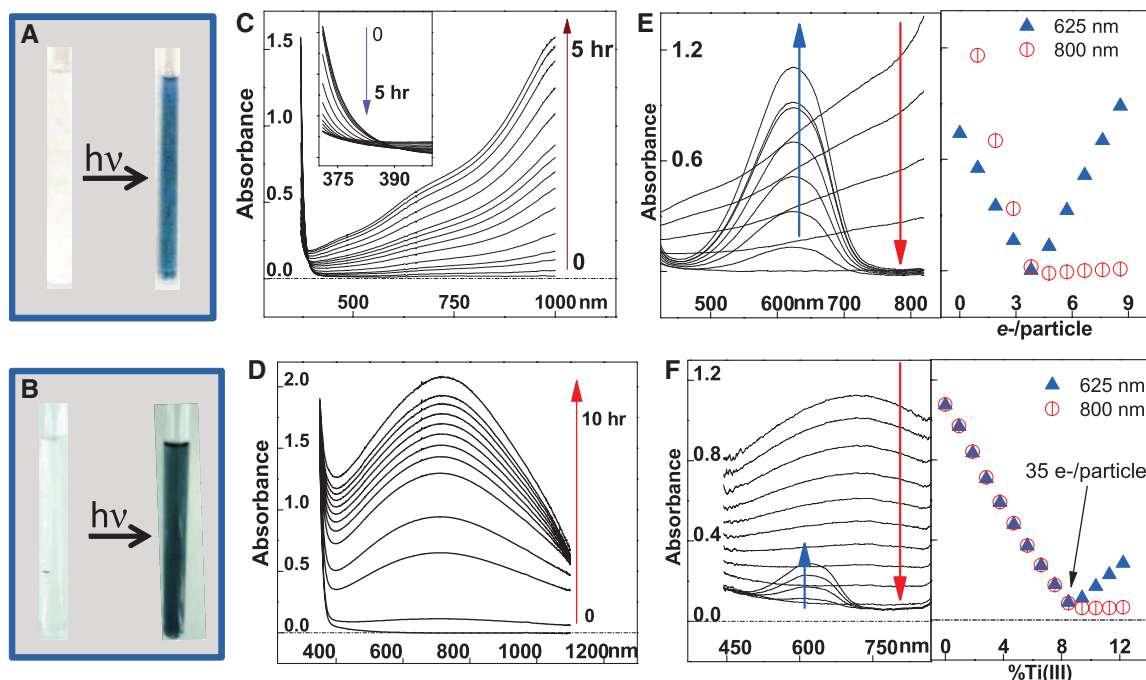 A
hν
B
hν
C
Absorbance
1.5
1.0
0.5
0.0
0
5 hr
375
390
5 hr
0
500
750
1000 nm
D
Absorbance
2.0
1.5
1.0
0.5
0.0
10 hr
0
400
600
800
1000
1200nm
E
Absorbance
1.2
0.6
0.0
500
600nm
700
800
625 nm
800 nm
0
3
6
9
e-/particle
F
Absorbance
1.2
0.8
0.4
0.0
450
600
750nm
625 nm
800 nm
35 e-/particle
0
4
8
12
%Ti(III)